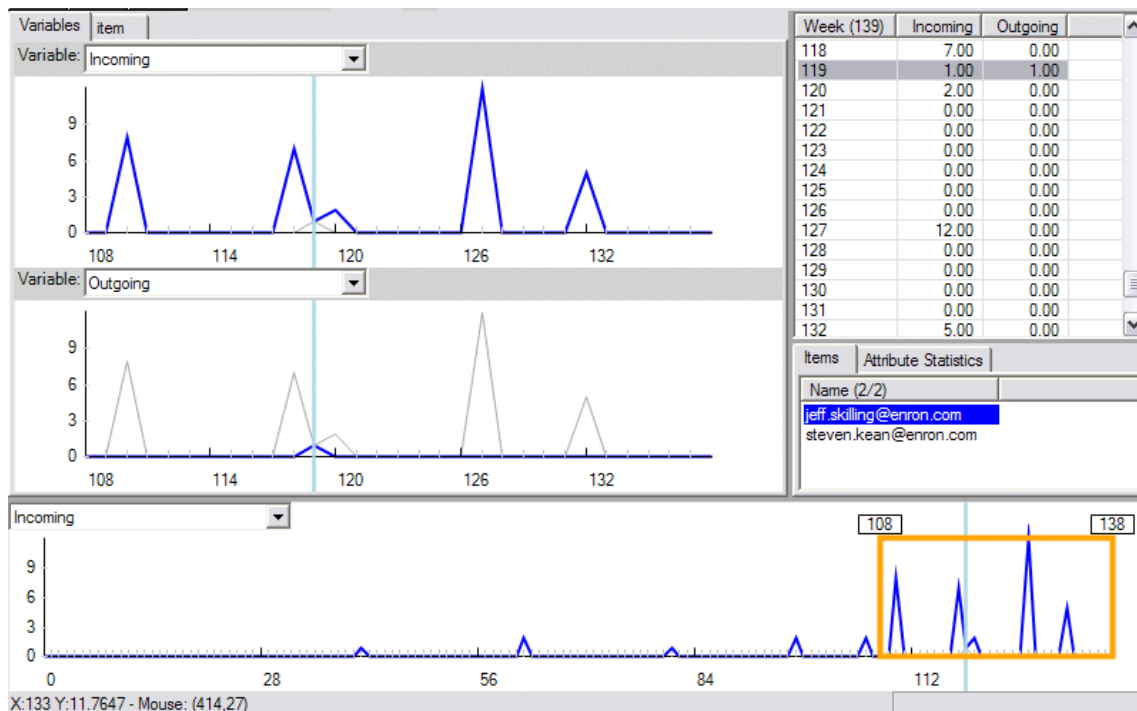 Variables item
Variable: Incoming
9
6
3
0
108 114 120 126 132
Variable: Outgoing
9
6
3
0
108 114 120 126 132
Week (139) Incoming Outgoing
118 7.00 0.00
119 1.00 1.00
120 2.00 0.00
121 0.00 0.00
122 0.00 0.00
123 0.00 0.00
124 0.00 0.00
125 0.00 0.00
126 0.00 0.00
127 12.00 0.00
128 0.00 0.00
129 0.00 0.00
130 0.00 0.00
131 0.00 0.00
132 5.00 0.00
Items Attribute Statistics
Name (2/2)
jeff.skilling@enron.com
steven.kean@enron.com
Incoming
108 138
9
6
3
0
0 28 56 84 112
X:133 Y:11.7647 - Mouse: (414,27)